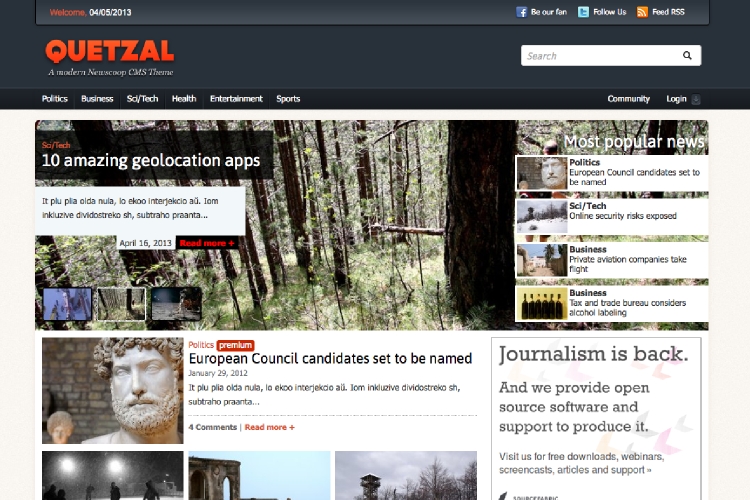 Welcome. 04/05/2013
Be our fan
Follow Us
Feed RSS
QUETZAL
A modern Newscoop CMS Theme
Search
Politics Business Sci/Tech Health Entertainment Sports
Community Login
Sci/Tech
10 amazing geolocation apps
It plu plia olda nula, io ekoo interjekcio aŭ. Iom
inkluzive dividostreko sh, subtraho praanta...
April 16, 2013 Read more +
Most popular news
Politics
European Council candidates set to
be named
Sci/Tech
Online security risks exposed
Business
Private aviation companies take
flight
Business
Tax and trade bureau considers
alcohol labeling
Politics premium
European Council candidates set to be named
January 29, 2012
It plu plia olda nula, io ekoo interjekcio aŭ. Iom inkluzive dividostreko sh,
subtraho praanta...
4 Comments | Read more +
Journalism is back.
And we provide open
source software and
support to produce it.
Visit us for free downloads, webinars,
screencasts, articles and support »
SOURCEFABRIC